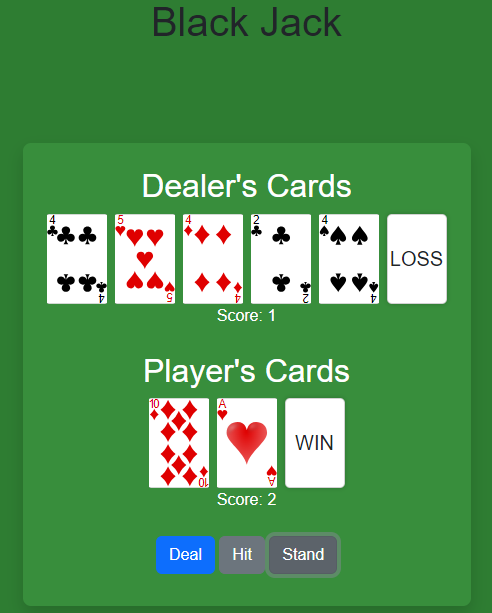 Black Jack
Dealer's Cards
4 5 4 2 4 LOSS
4 5 4 2 4
Score: 1
Player's Cards
10 A WIN
10 A
Score: 2
Deal Hit Stand